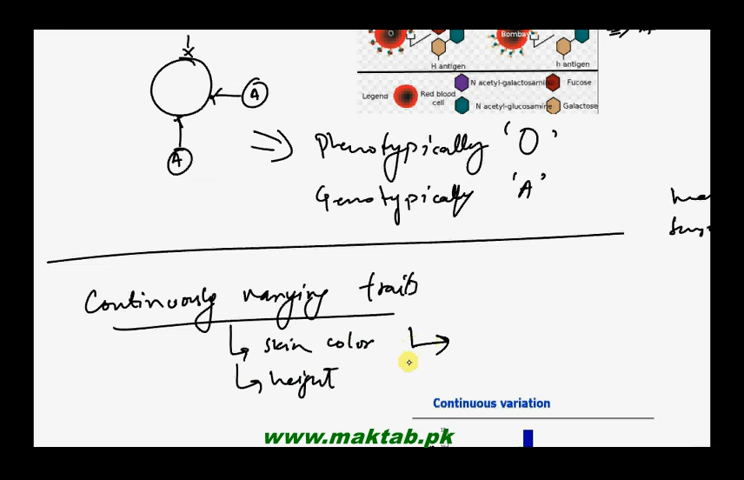 O
Bomba
H antigen
h antigen
Legend
Red blood
cell
N acetyl-galactosamine
Fucose
N acetyl-glucosamine
Galactose
A
A
Phenotypically 'O'
Genotypically 'A'
Continuously varying traits
skin color
height
Continuous variation
www.maktab.pk